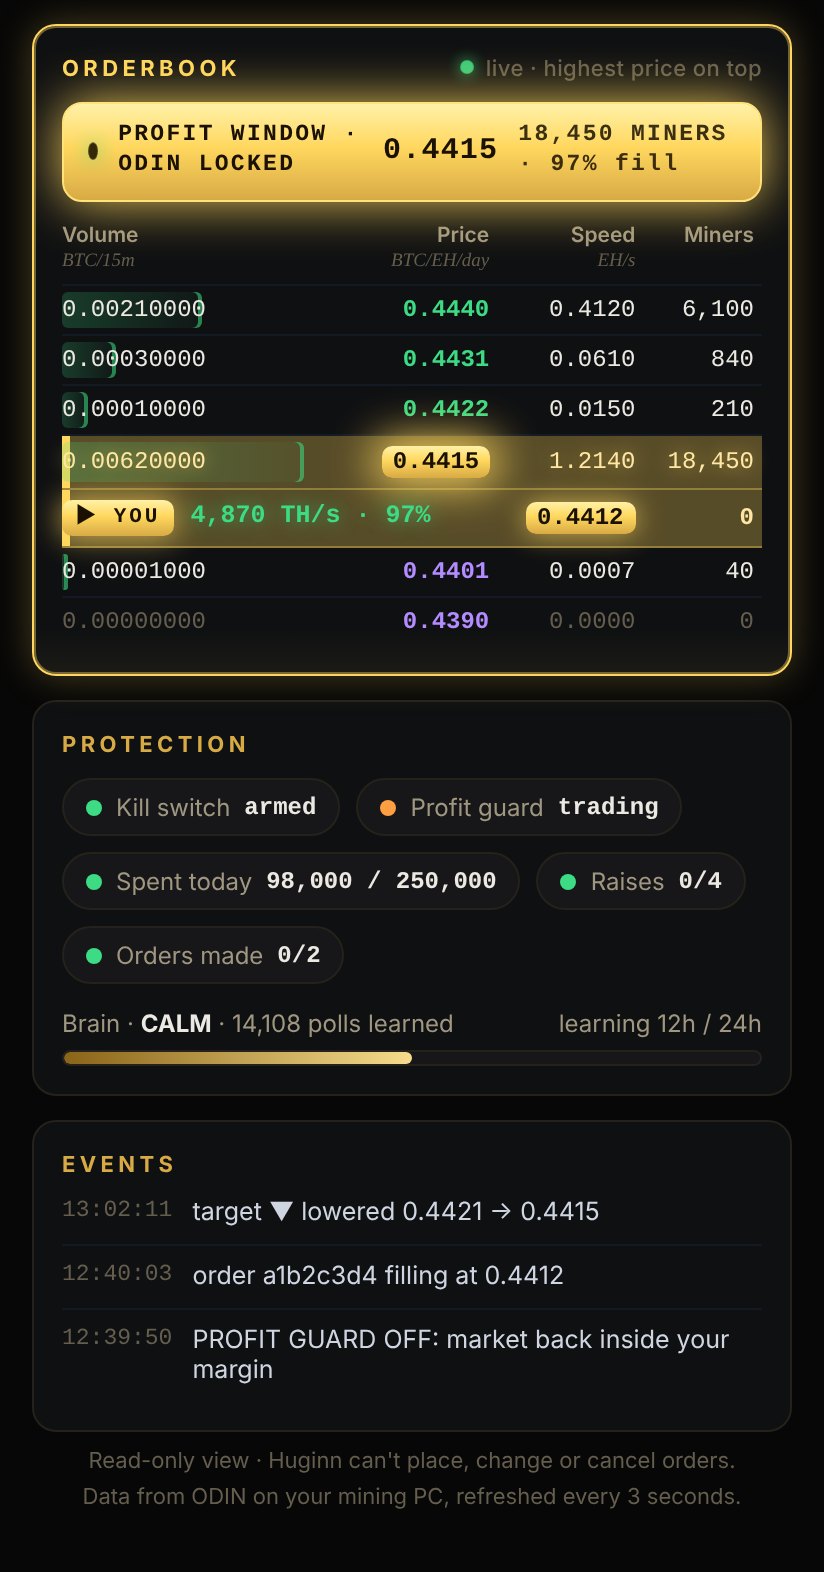 ORDERBOOK live · highest price on top
PROFIT WINDOW · ODIN LOCKED 0.4415 18,450 MINERS · 97% fill
Volume Price Speed Miners
BTC/15m BTC/EH/day EH/s
0.00210000 0.4440 0.4120 6,100
0.00030000 0.4431 0.0610 840
0.00010000 0.4422 0.0150 210
0.00620000 0.4415 1.2140 18,450
▶ YOU 4,870 TH/s · 97% 0.4412 0
0.00001000 0.4401 0.0007 40
0.00000000 0.4390 0.0000 0
PROTECTION
Kill switch armed Profit guard trading
Spent today 98,000 / 250,000 Raises 0/4
Orders made 0/2
Brain · CALM · 14,108 polls learned learning 12h / 24h
EVENTS
13:02:11 target ▼ lowered 0.4421 → 0.4415
12:40:03 order a1b2c3d4 filling at 0.4412
12:39:50 PROFIT GUARD OFF: market back inside your
margin
Read-only view · Huginn can't place, change or cancel orders.
Data from ODIN on your mining PC, refreshed every 3 seconds.